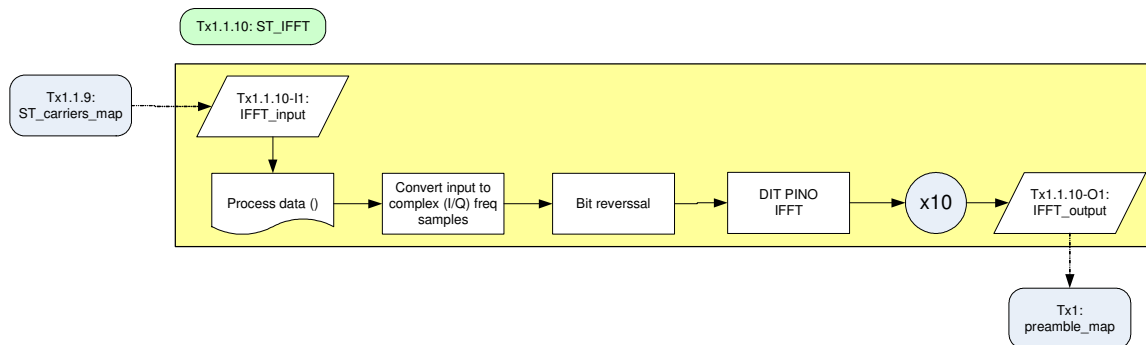 Tx1.1.10: ST_IFFT
Tx1.1.9:
ST_carriers_map
Tx1.1.10-I1:
IFFT_input
Process data ()
Convert input to
complex (I/Q) freq
samples
Bit reverssal
DIT PINO
IFFT
x10
Tx1.1.10-O1:
IFFT_output
Tx1:
preamble_map